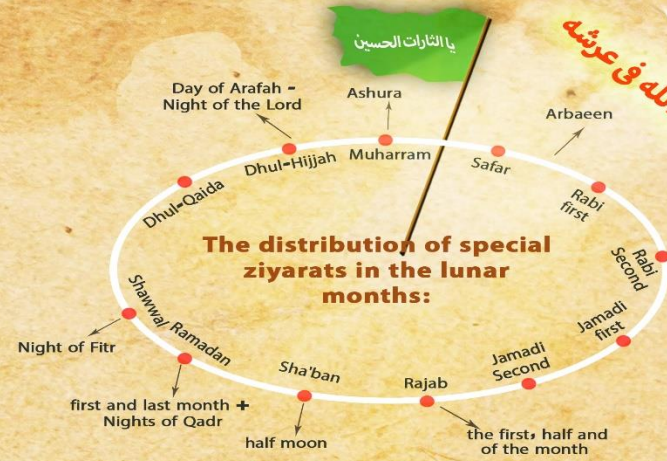 يا الثارات الحسين
الله في عرشه
Day of Arafah -
Night of the Lord
Ashura
Arbaeen
Dhul-Qaida
Dhul-Hijjah
Muharram
Safar
Rabi
first
Rabi
Second
The distribution of special
ziyarats in the lunar
months:
Jamadi
first
Jamadi
Second
Rajab
Sha'ban
Ramadan
Shawwal
Night of Fitr
first and last month +
Nights of Qadr
half moon
the first, half and
of the month